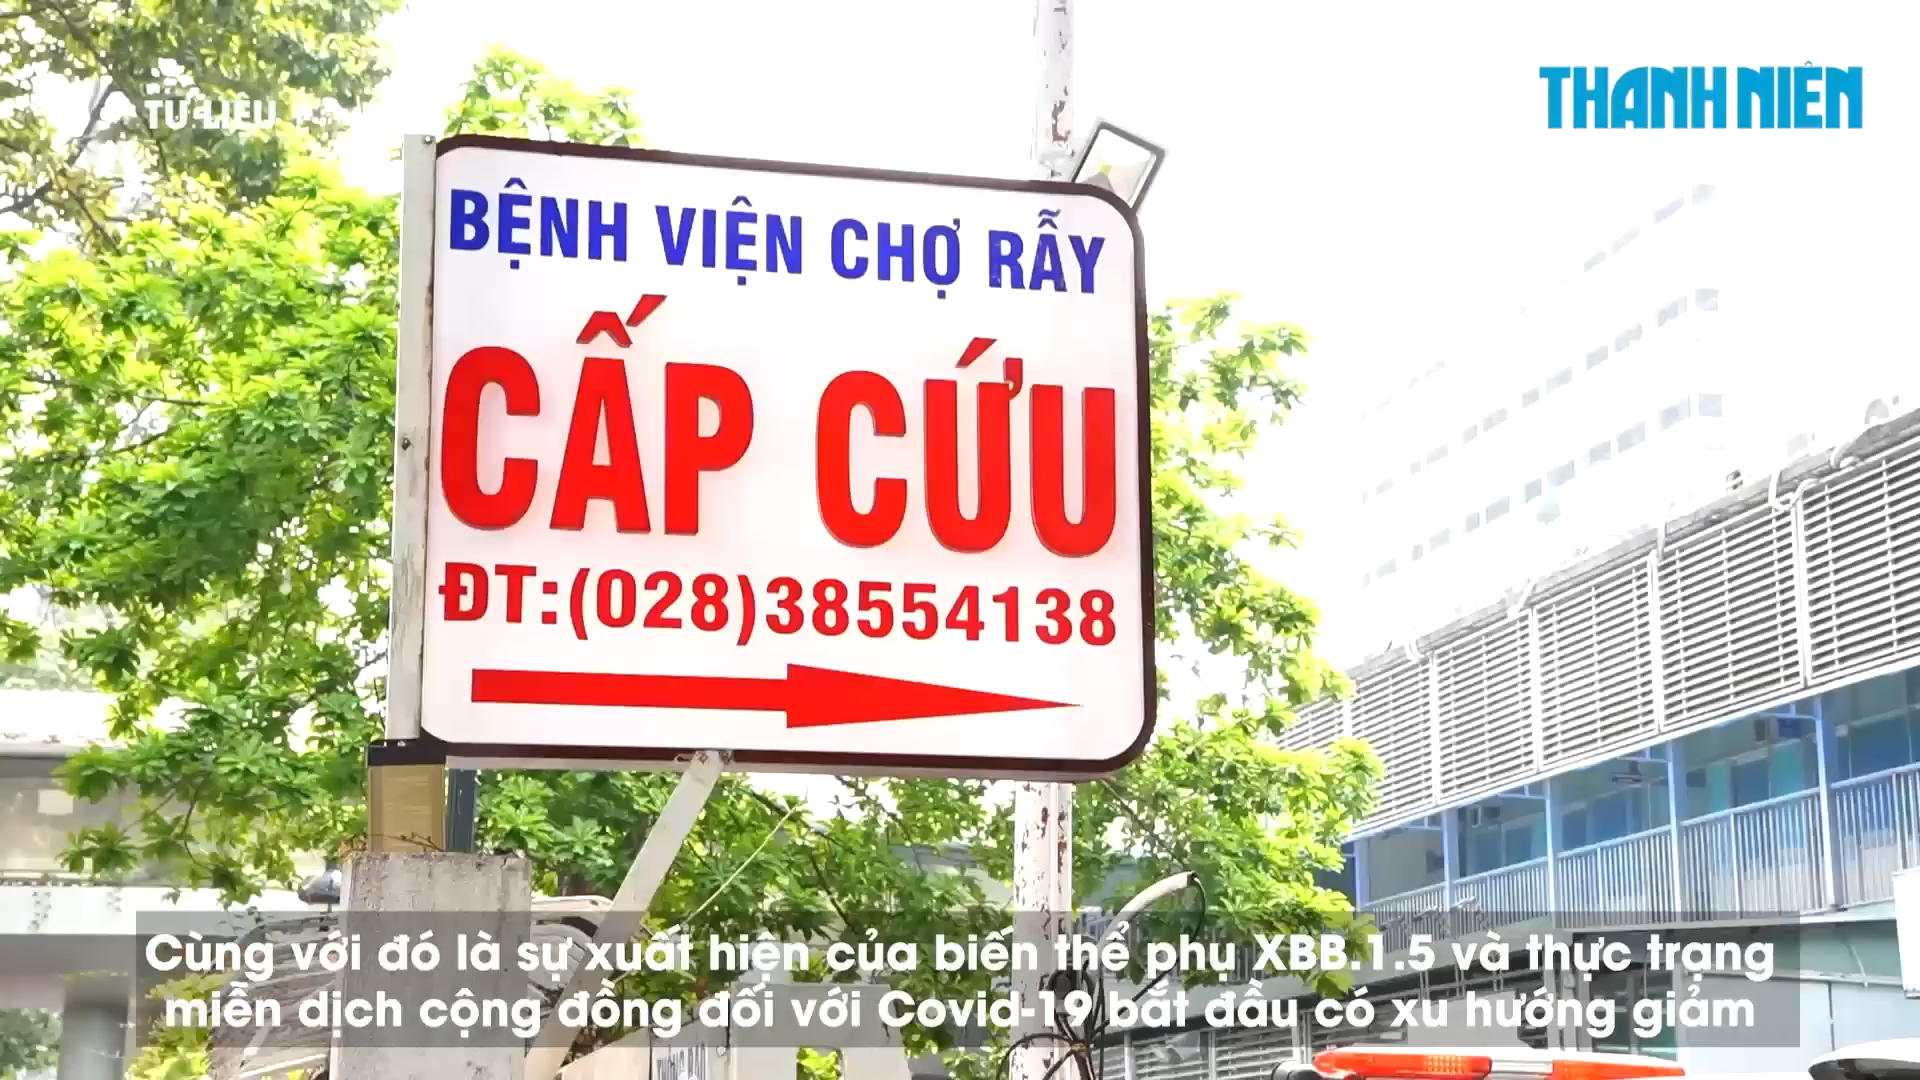 TƯ LIỆU
THANH NIÊN
BỆNH VIỆN CHỢ RẪY
CẤP CỨU
ĐT:(028)38554138
Cùng với đó là sự xuất hiện của biến thể phụ XBB.1.5 và thực trạng
miễn dịch cộng đồng đối với Covid-19 bắt đầu có xu hướng giảm